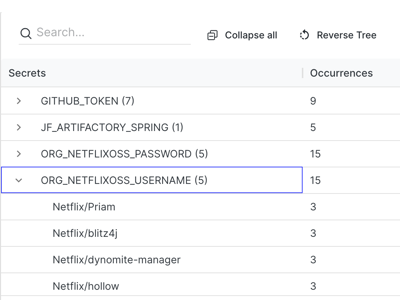 Search...
Collapse all
Reverse Tree
Secrets Occurrences
GITHUB_TOKEN (7) 9
JF_ARTIFACTORY_SPRING (1) 5
ORG_NETFLIXOSS_PASSWORD (5) 15
ORG_NETFLIXOSS_USERNAME (5) 15
Netflix/Priam 3
Netflix/blitz4j 3
Netflix/dynomite-manager 3
Netflix/hollow 3